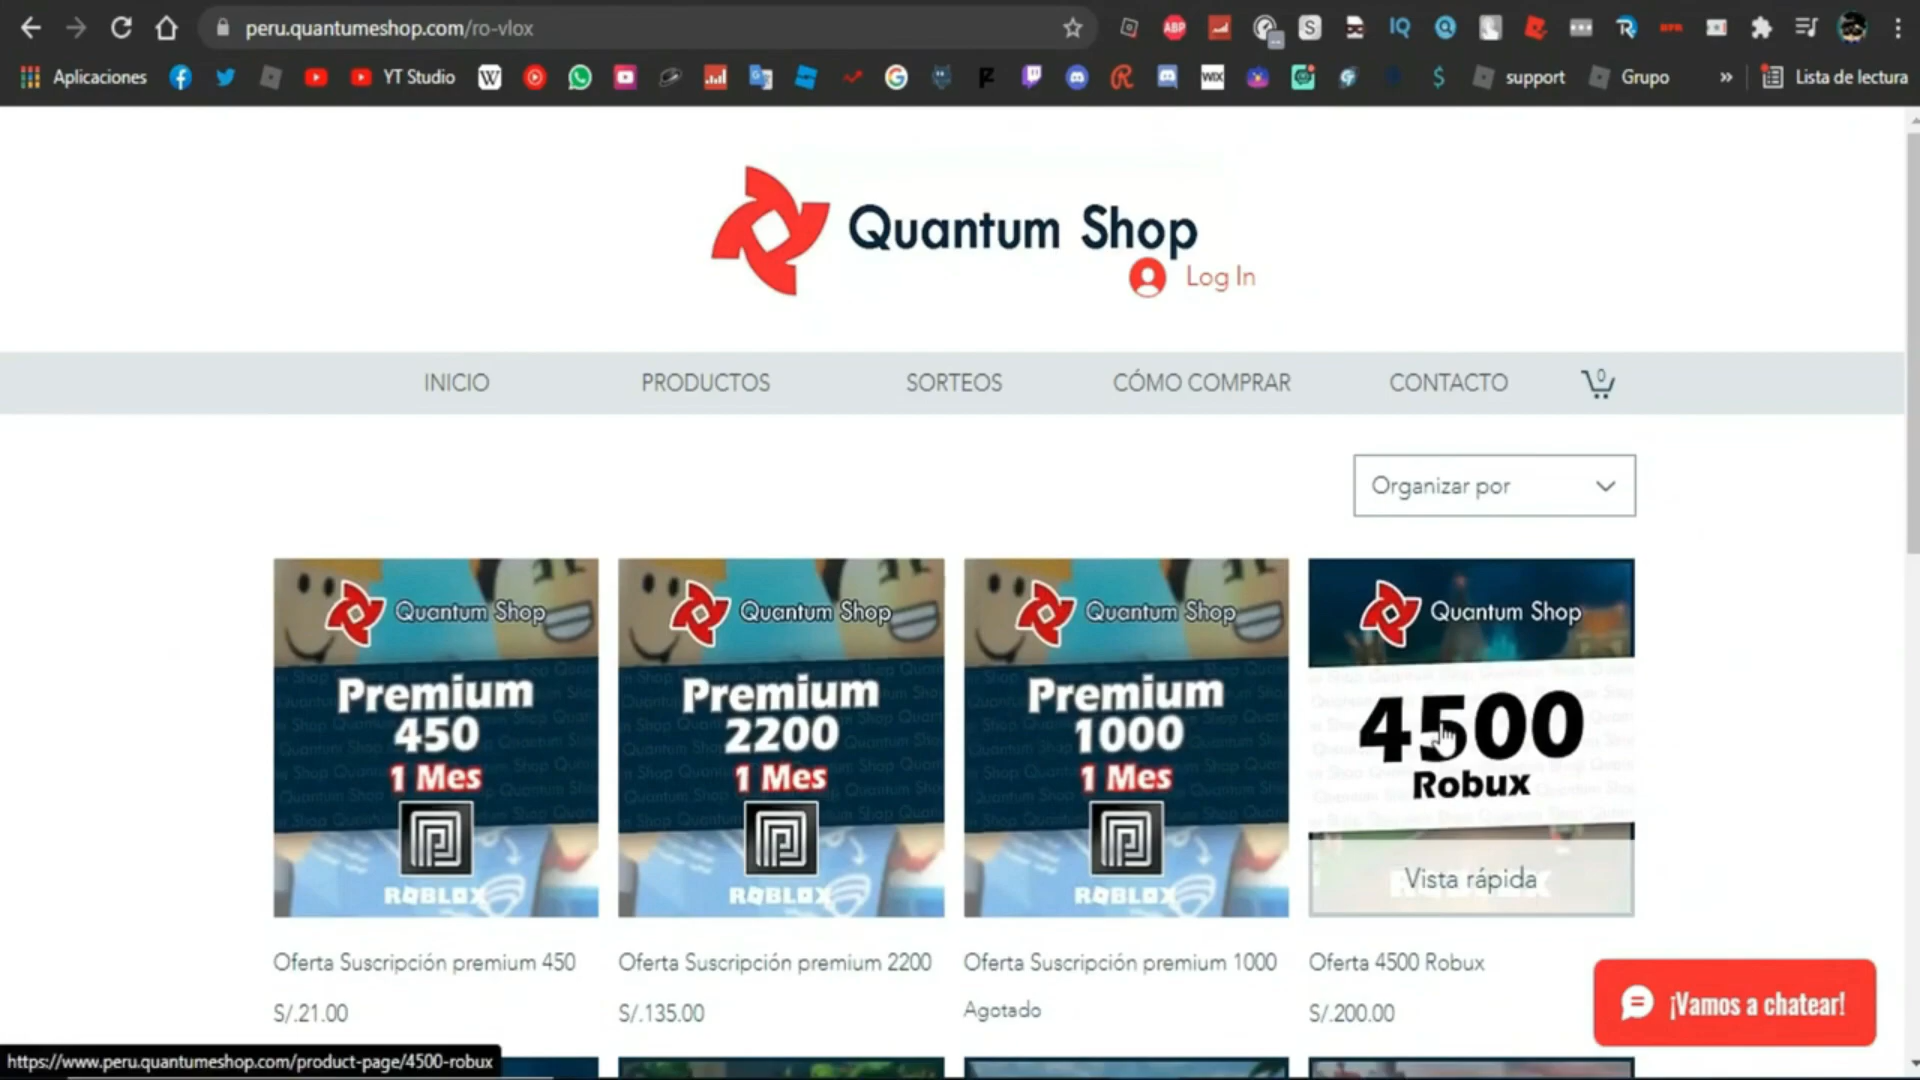 peru.quantumeshop.com/ro-vlox
Aplicaciones YT Studio support Grupo » Lista de lectura
Quantum Shop
Log In
INICIO PRODUCTOS SORTEOS CÓMO COMPRAR CONTACTO 0
Organizar por
Quantum Shop
Premium
450
1 Mes
ROBLOX
Quantum Shop
Premium
2200
1 Mes
ROBLOX
Quantum Shop
Premium
1000
1 Mes
ROBLOX
Quantum Shop
4500
Robux
Vista rápida
Oferta Suscripción premium 450
S/.21.00
Oferta Suscripción premium 2200
S/.135.00
Oferta Suscripción premium 1000
Agotado
Oferta 4500 Robux
S/.200.00
¡Vamos a chatear!
https://www.peru.quantumeshop.com/product-page/4500-robux